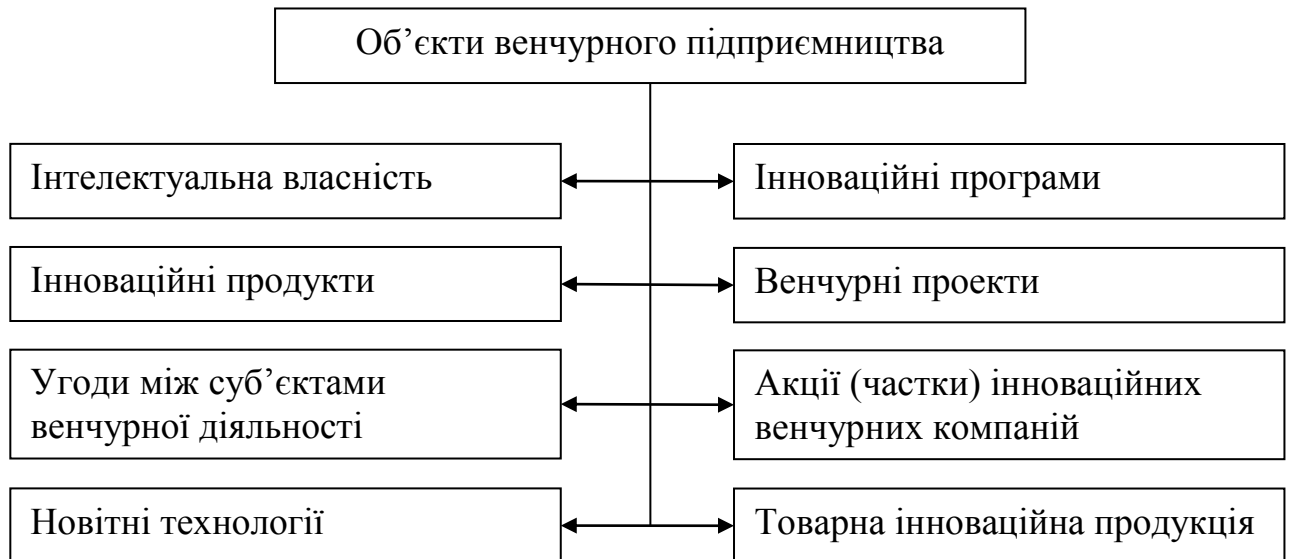 Об’єкти венчурного підприємництва
Інтелектуальна власність
Інноваційні програми
Інноваційні продукти
Венчурні проекти
Угоди між суб’єктами
венчурної діяльності
Акції (частки) інноваційних
венчурних компаній
Новітні технології
Товарна інноваційна продукція